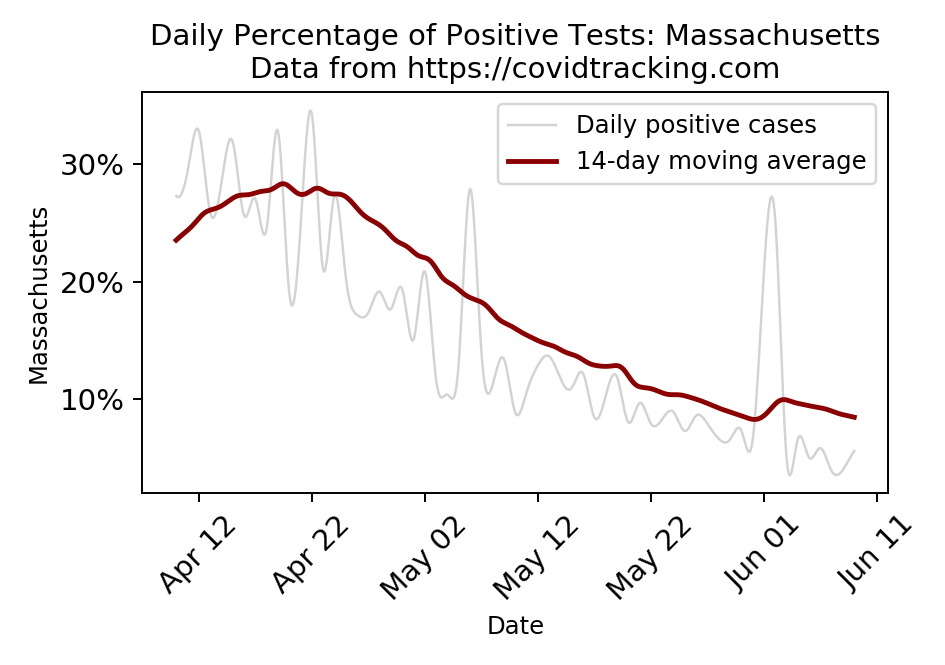 Daily Percentage of Positive Tests: Massachusetts
Data from https://covidtracking.com
Daily positive cases
14-day moving average
Massachusetts
30%
20%
10%
Apr 12
Apr 22
May 02
May 12
May 22
Jun 01
Jun 11
Date